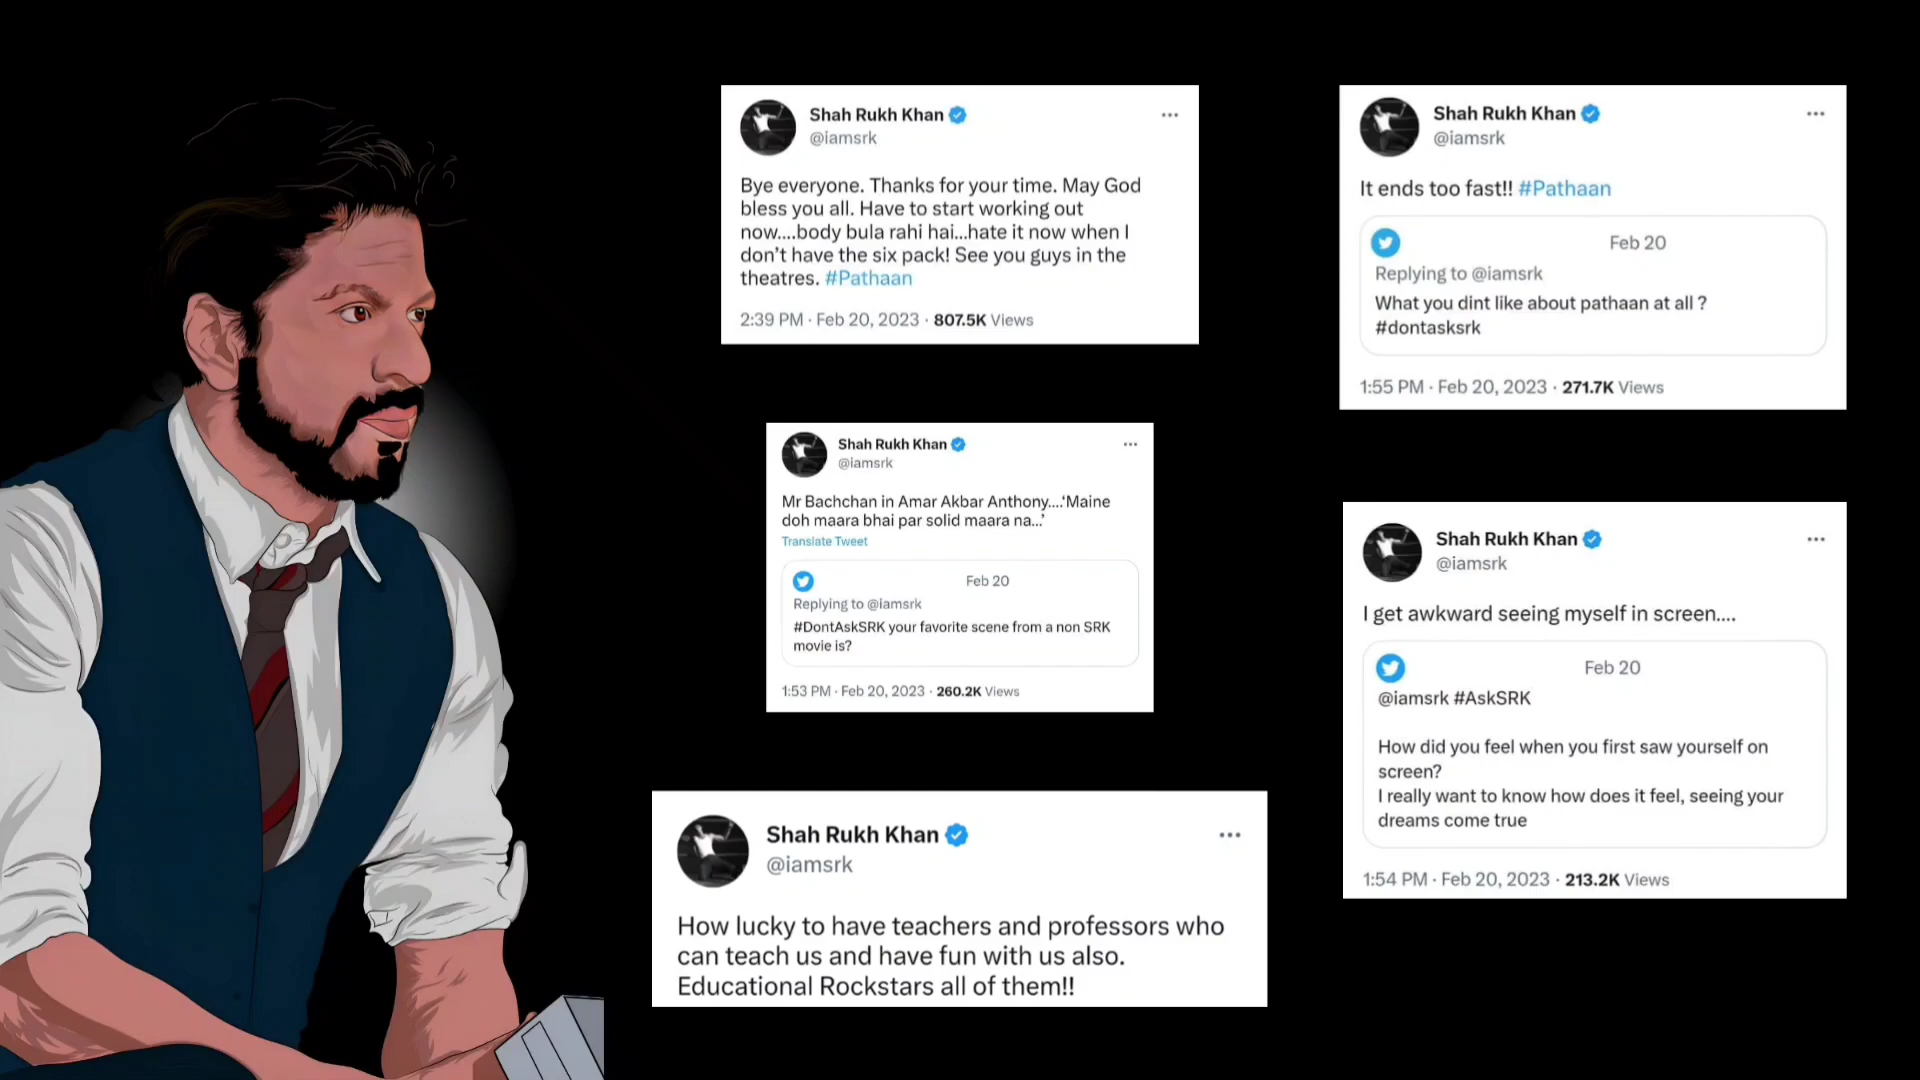 Shah Rukh Khan
@iamsrk
Bye everyone. Thanks for your time. May God
bless you all. Have to start working out
now....body bula rahi hai...hate it now when I
don't have the six pack! See you guys in the
theatres. #Pathaan
2:39 PM · Feb 20, 2023 · 807.5K Views
Shah Rukh Khan
@iamsrk
Mr Bachchan in Amar Akbar Anthony....‘Maine
doh maara bhai par solid maara na...’
Translate Tweet
Feb 20
Replying to @iamsrk
#DontAskSRK your favorite scene from a non SRK
movie is?
1:53 PM · Feb 20, 2023 · 260.2K Views
Shah Rukh Khan
@iamsrk
How lucky to have teachers and professors who
can teach us and have fun with us also.
Educational Rockstars all of them!!
Shah Rukh Khan
@iamsrk
It ends too fast!! #Pathaan
Feb 20
Replying to @iamsrk
What you dint like about pathaan at all ?
#dontasksrk
1:55 PM · Feb 20, 2023 · 271.7K Views
Shah Rukh Khan
@iamsrk
I get awkward seeing myself in screen....
Feb 20
@iamsrk #AskSRK
How did you feel when you first saw yourself on
screen?
I really want to know how does it feel, seeing your
dreams come true
1:54 PM · Feb 20, 2023 · 213.2K Views